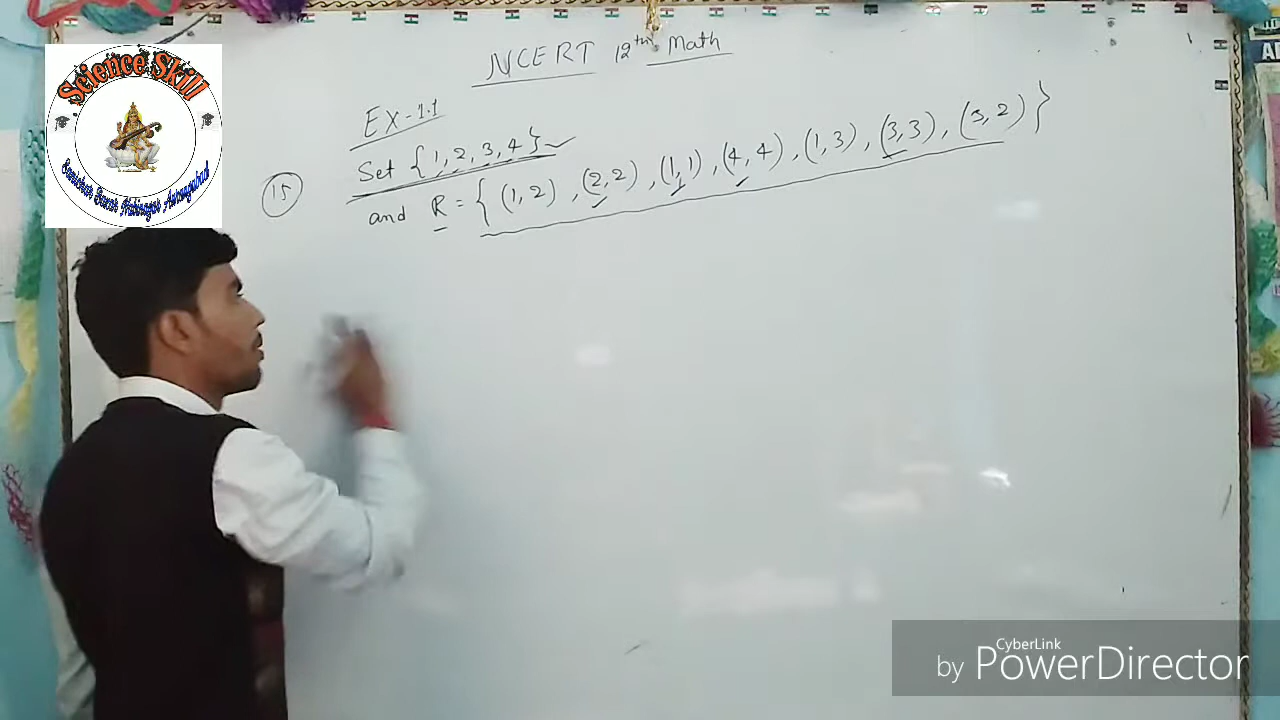 NCERT 12th Math
Science Skill
Ex-1.1
Set {1,2,3,4}
15
and R = {(1,2), (2,2), (1,1), (4,4), (1,3), (3,3), (3,2)}
CyberLink
by PowerDirector